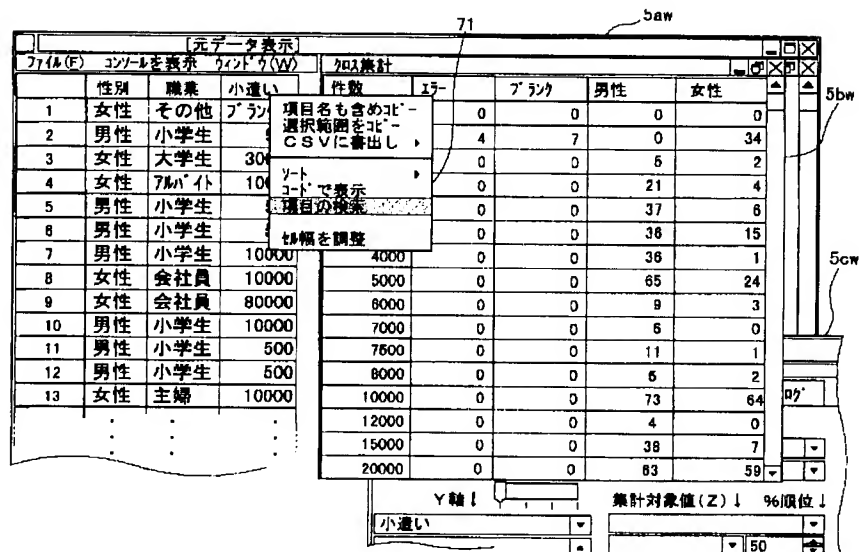 71
5aw
[元データ表示]
ファイル(F) コンソールを表示 ウィンドウ(W)
性別 職業 小遣い
1 女性 その他 ブラン
2 男性 小学生
3 女性 大学生 30
4 女性 アルバイト 10
5 男性 小学生
6 男性 小学生
7 男性 小学生 10000
8 女性 会社員 10000
9 女性 会社員 80000
10 男性 小学生 10000
11 男性 小学生 500
12 男性 小学生 500
13 女性 主婦 10000
項目名も含めコピー
選択範囲をコピー
CSVに書出し
ソート
コードで表示
項目の検索
セル幅を調整
クロス集計
件数 エラー ブランク 男性 女性
0 0 0 0
4 7 0 34
0 0 5 2
0 0 21 4
0 0 37 6
0 0 36 15
4000 0 0 36 1
5000 0 0 65 24
6000 0 0 9 3
7000 0 0 6 0
7500 0 0 11 1
8000 0 0 5 2
10000 0 0 73 64
12000 0 0 4 0
15000 0 0 38 7
20000 0 0 63 59
5bw
5cw
ログ
Y軸↓ 集計対象値(Z)↓ %順位↓
小遣い
50